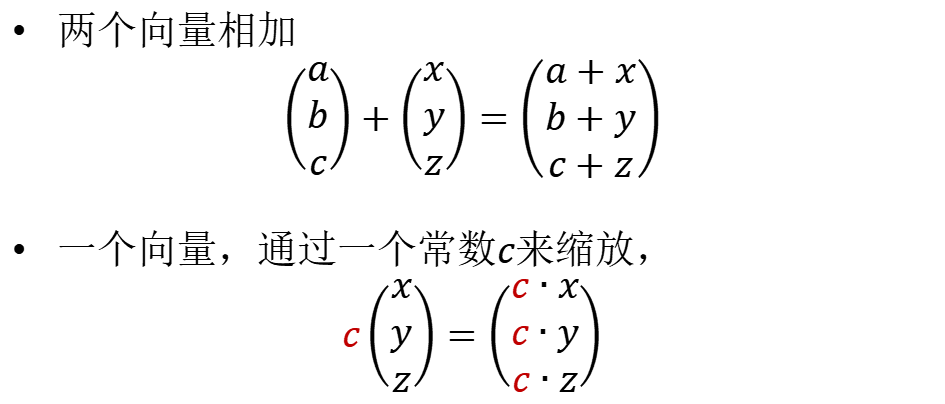 • 两个向量相加
(a b c) + (x y z) = (a + x b + y c + z)
• 一个向量，通过一个常数c来缩放，
c (x y z) = (c · x c · y c · z)